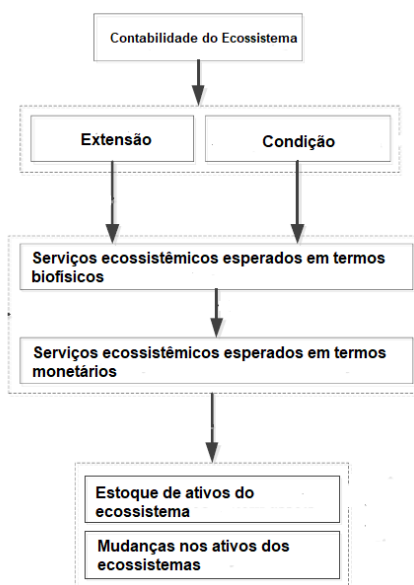 Contabilidade do Ecossistema
Extensão
Condição
Serviços ecossistêmicos esperados em termos
biofísicos
Serviços ecossistêmicos esperados em termos
monetários
Estoque de ativos do
ecossistema
Mudanças nos ativos dos
ecossistemas